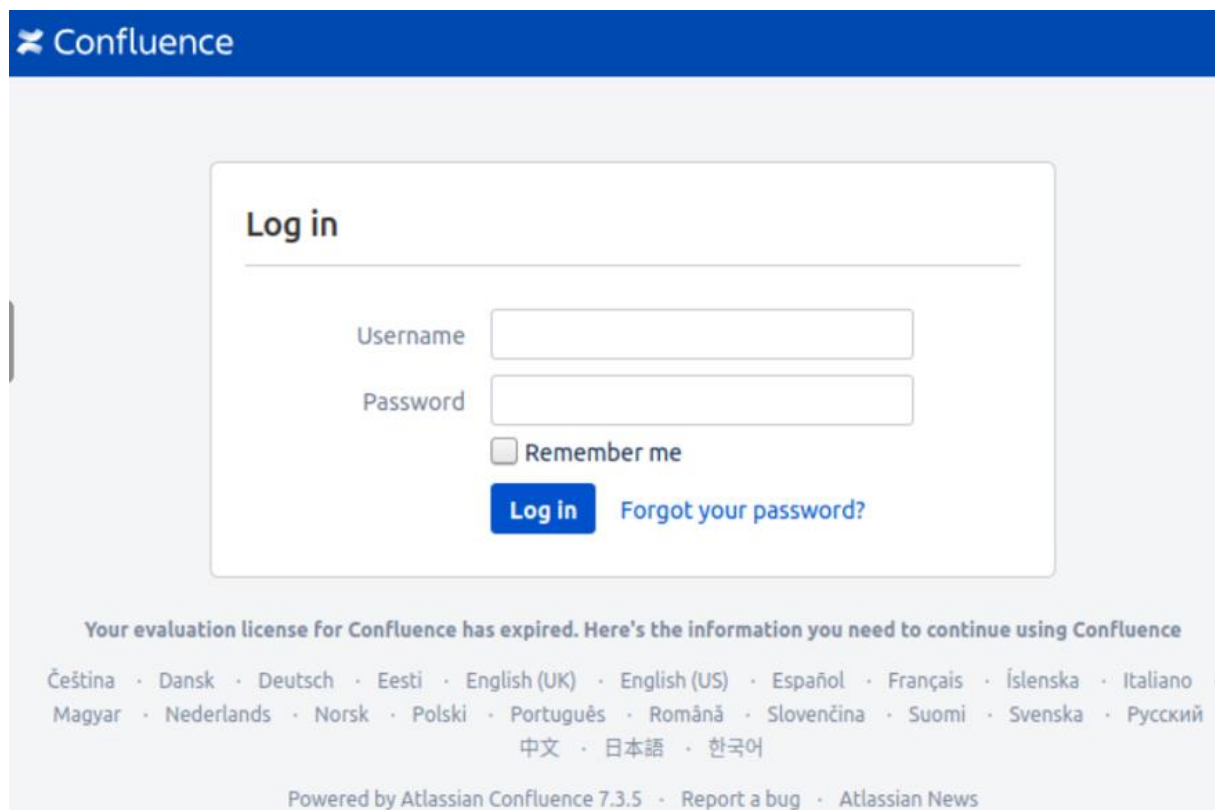 Confluence
Log in
Username
Password
Remember me
Log in Forgot your password?
Your evaluation license for Confluence has expired. Here's the information you need to continue using Confluence
Čeština · Dansk · Deutsch · Eesti · English (UK) · English (US) · Español · Français · Íslenska · Italiano ·
Magyar · Nederlands · Norsk · Polski · Português · Română · Slovenčina · Suomi · Svenska · Русский
中文 · 日本語 · 한국어
Powered by Atlassian Confluence 7.3.5 · Report a bug · Atlassian News